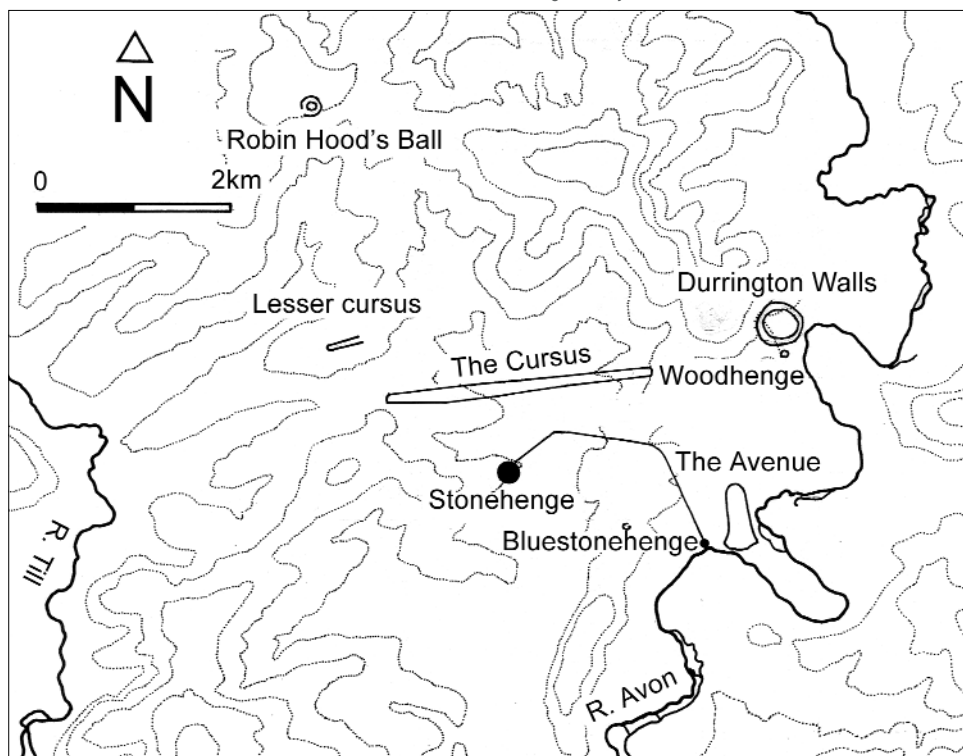 N
Robin Hood's Ball
0 2km
Durrington Walls
Lesser cursus
The Cursus
Woodhenge
The Avenue
Stonehenge
Bluestonehenge
R. Till
R. Avon